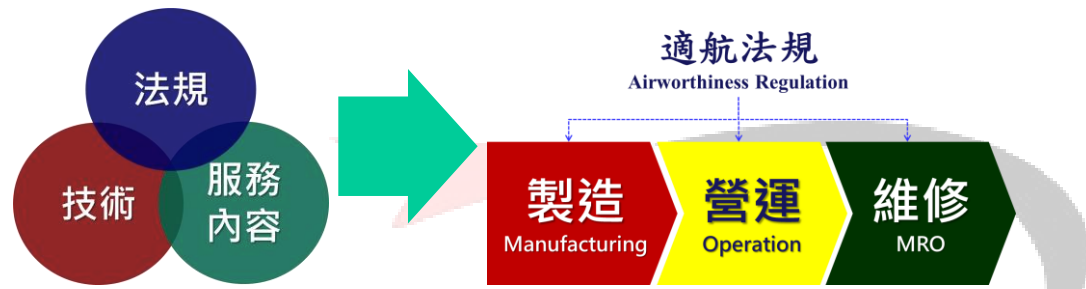 法規
技術
服務
內容
適航法規
Airworthiness Regulation
製造
Manufacturing
營運
Operation
維修
MRO